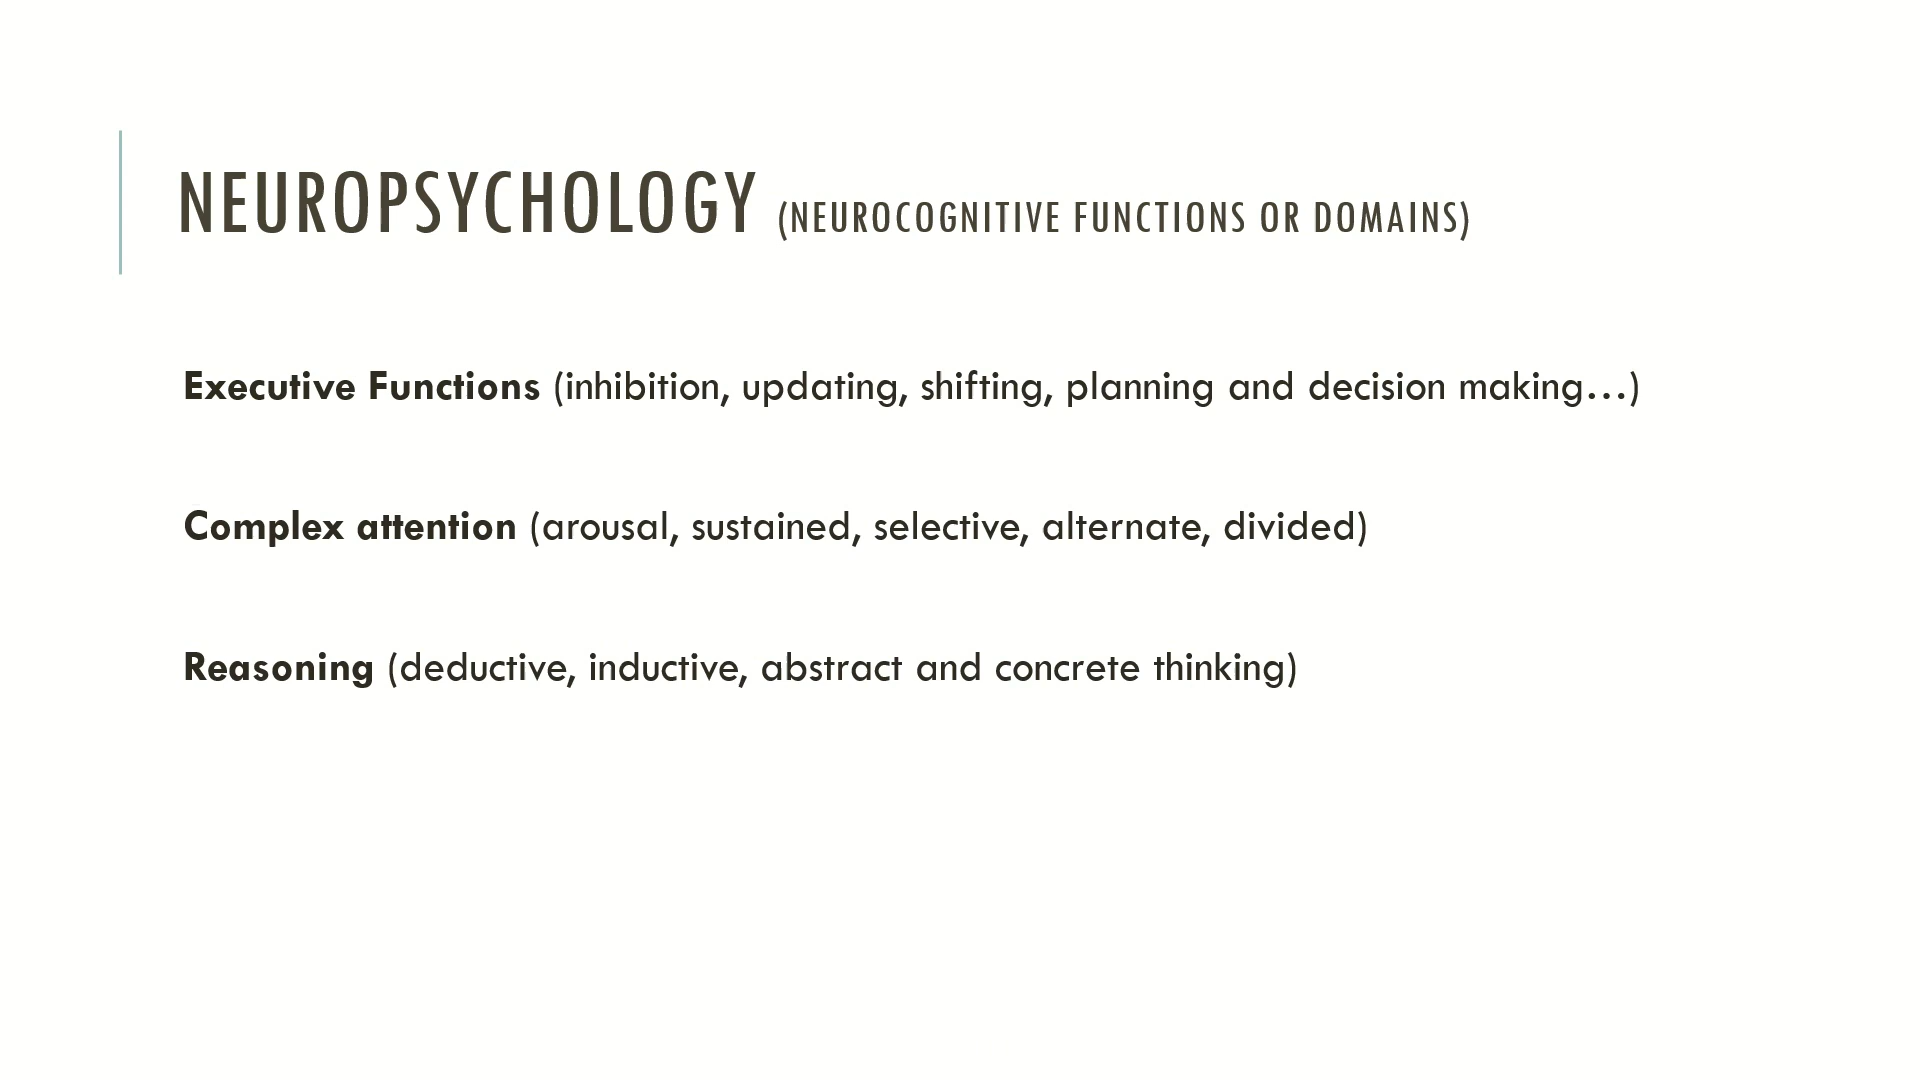 NEUROPSYCHOLOGY (NEUROCOGNITIVE FUNCTIONS OR DOMAINS)
Executive Functions (inhibition, updating, shifting, planning and decision making…)
Complex attention (arousal, sustained, selective, alternate, divided)
Reasoning (deductive, inductive, abstract and concrete thinking)